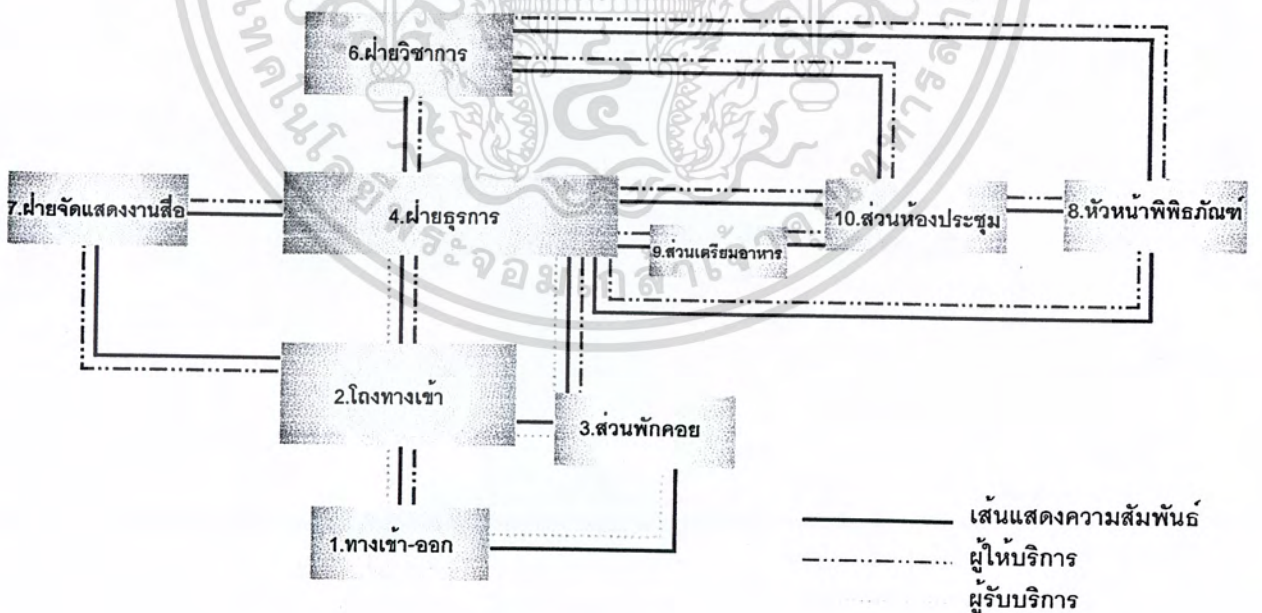 6.ฝ่ายวิชาการ
7.ฝ่ายจัดแสดงงานสื่อ
4.ฝ่ายธุรการ
10.ส่วนห้องประชุม
8.หัวหน้าพิพิธภัณฑ์
9.ส่วนเตรียมอาหาร
2.โถงทางเข้า
3.ส่วนพักคอย
1.ทางเข้า-ออก
เส้นแสดงความสัมพันธ์
ผู้ให้บริการ
ผู้รับบริการ